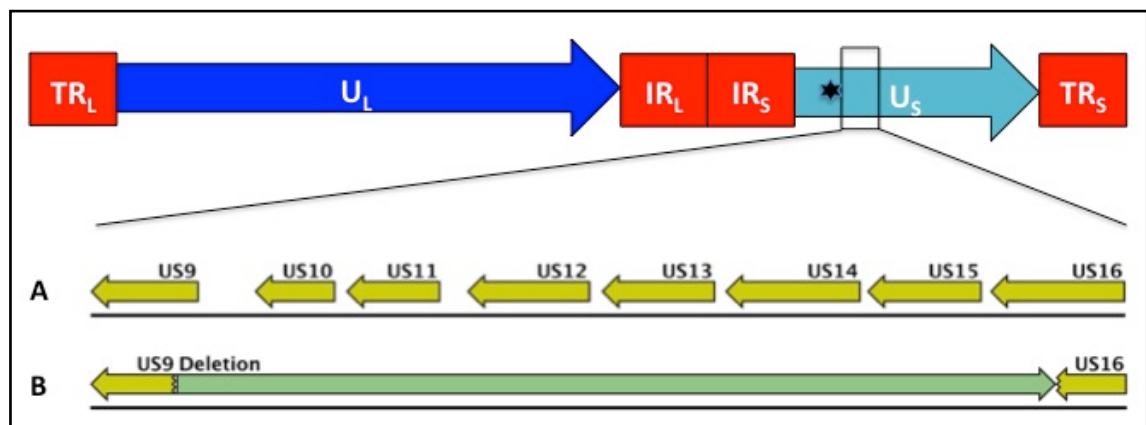 TRL UL IRL IRS US TRS
US9 US10 US11 US12 US13 US14 US15 US16
A
US9 Deletion US16
B